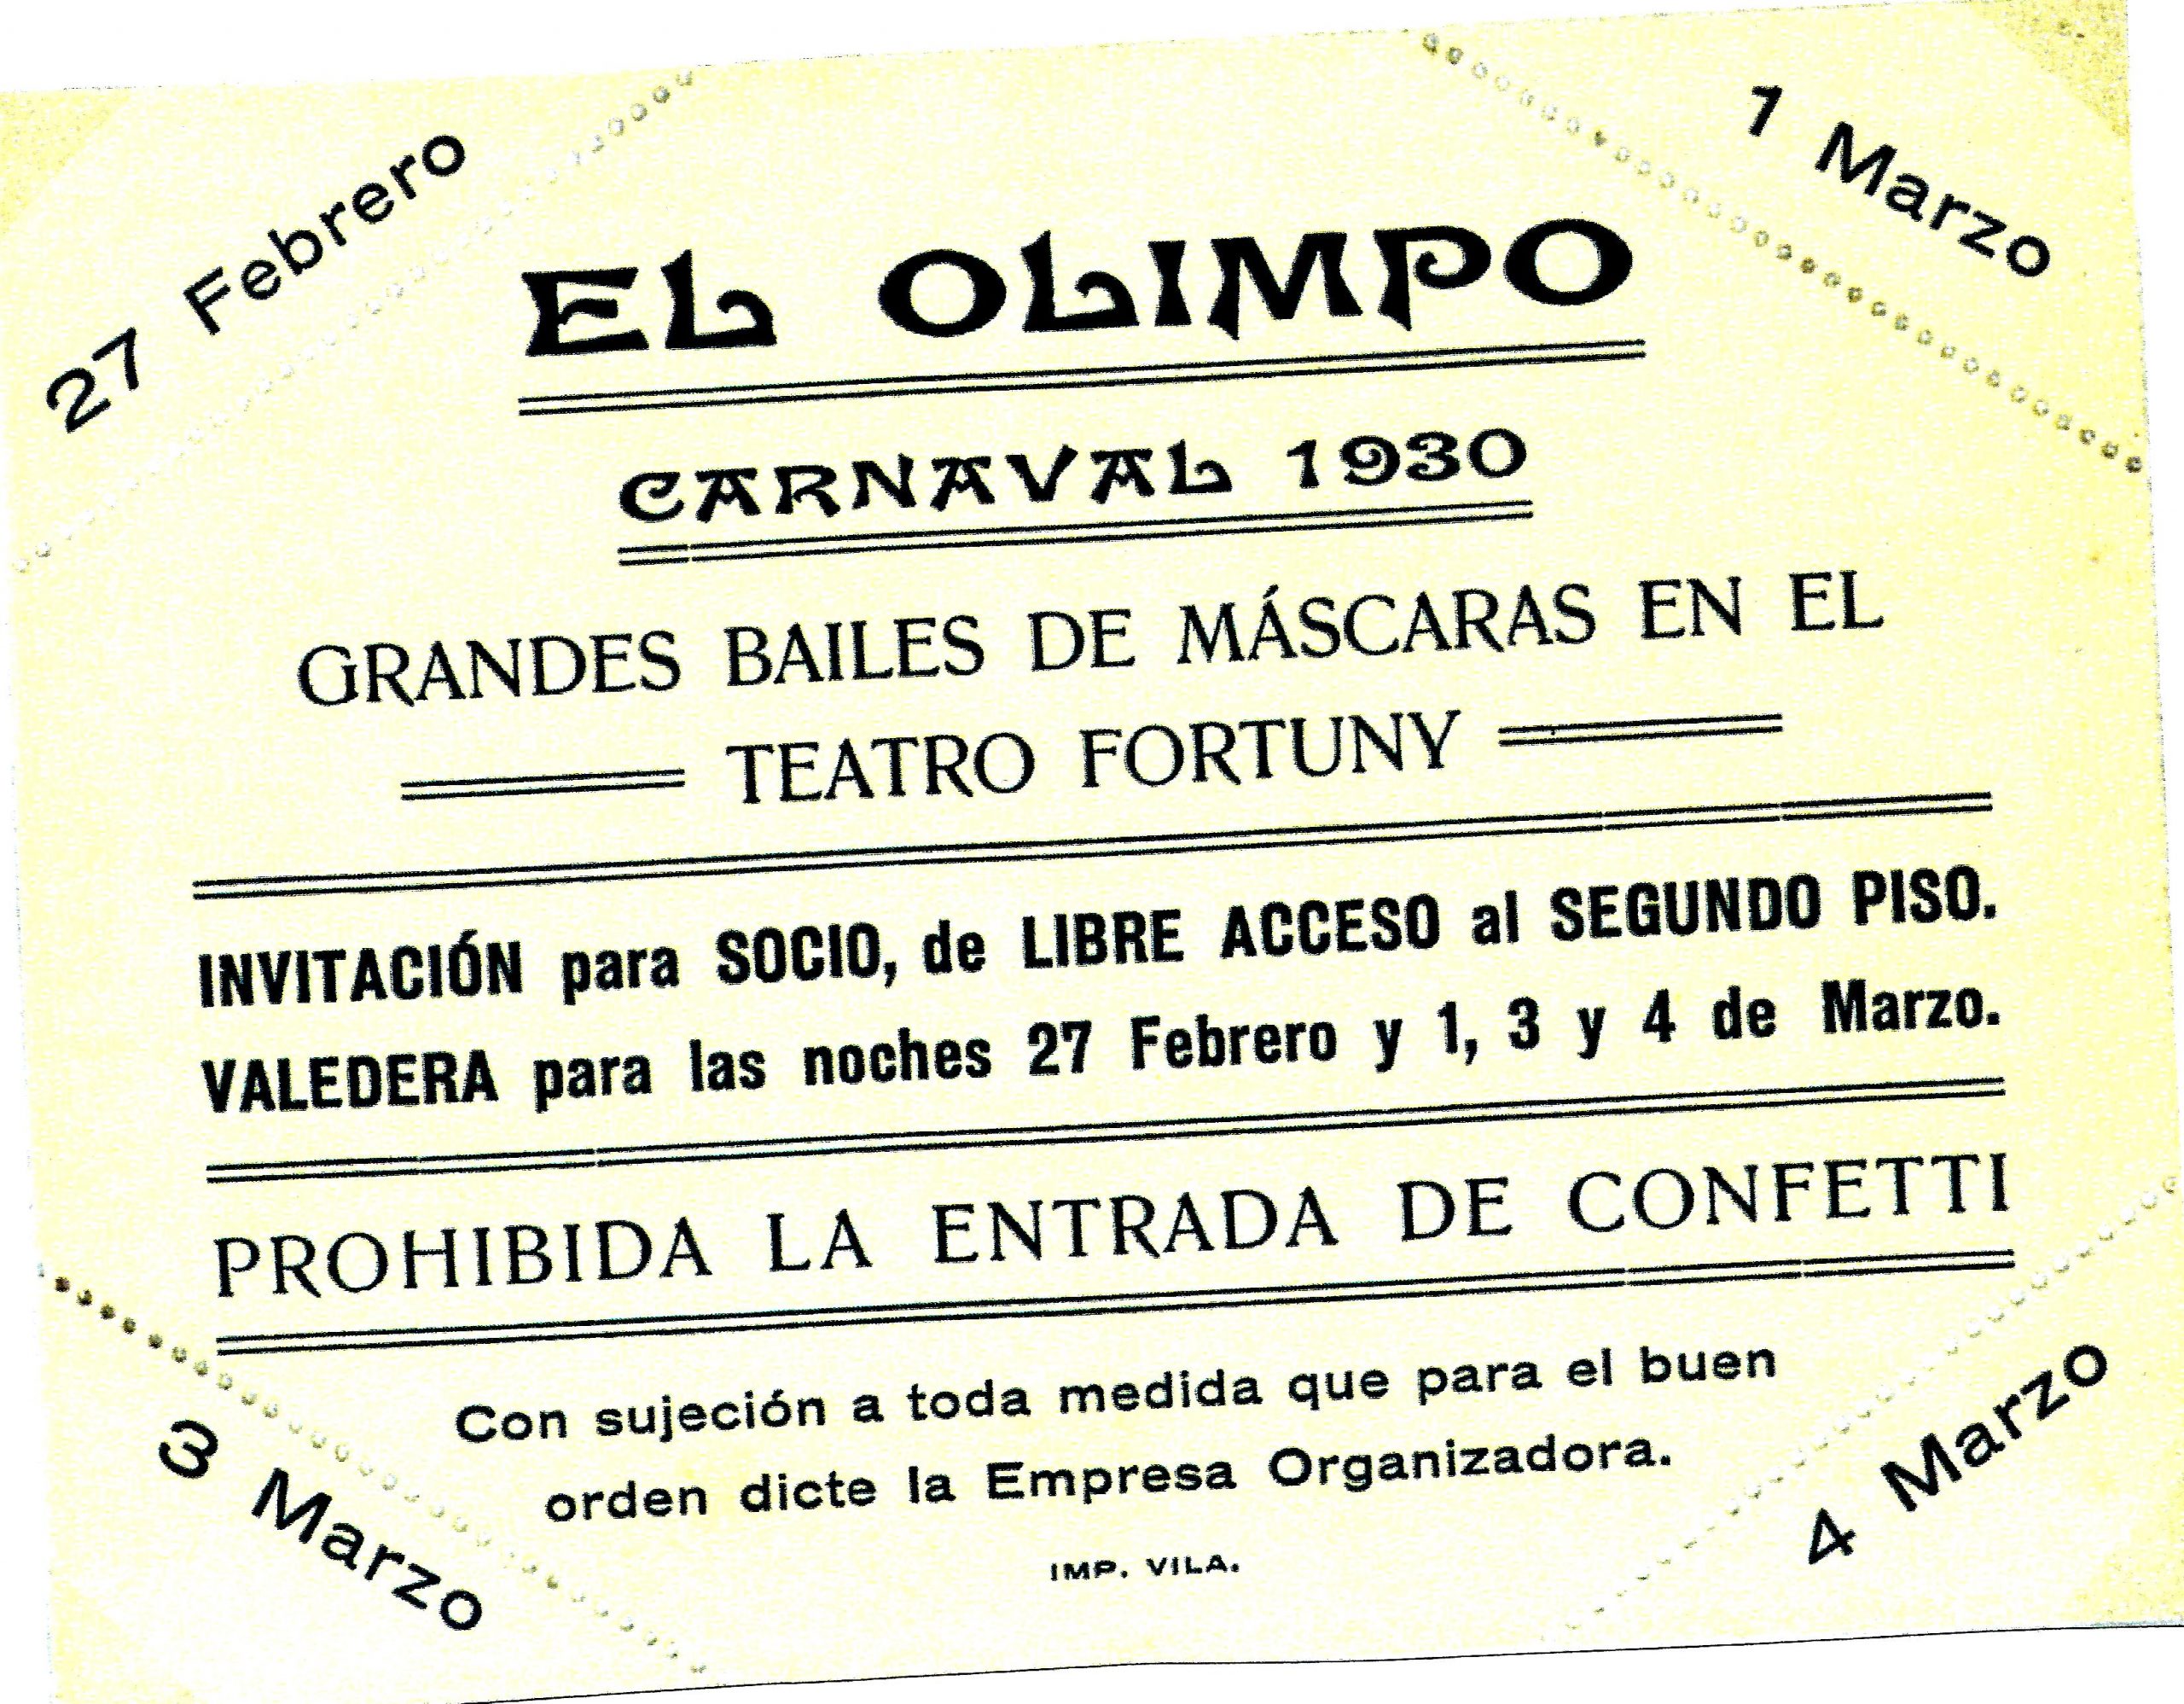 27 Febrero
1 Marzo
EL OLIMPO
CARNAVAL 1930
GRANDES BAILES DE MÁSCARAS EN EL
TEATRO FORTUNY
INVITACIÓN para SOCIO, de LIBRE ACCESO al SEGUNDO PISO.
VALEDERA para las noches 27 Febrero y 1, 3 y 4 de Marzo.
PROHIBIDA LA ENTRADA DE CONFETTI
Con sujeción a toda medida que para el buen
orden dicte la Empresa Organizadora.
IMP. VILA.
3 Marzo
4 Marzo